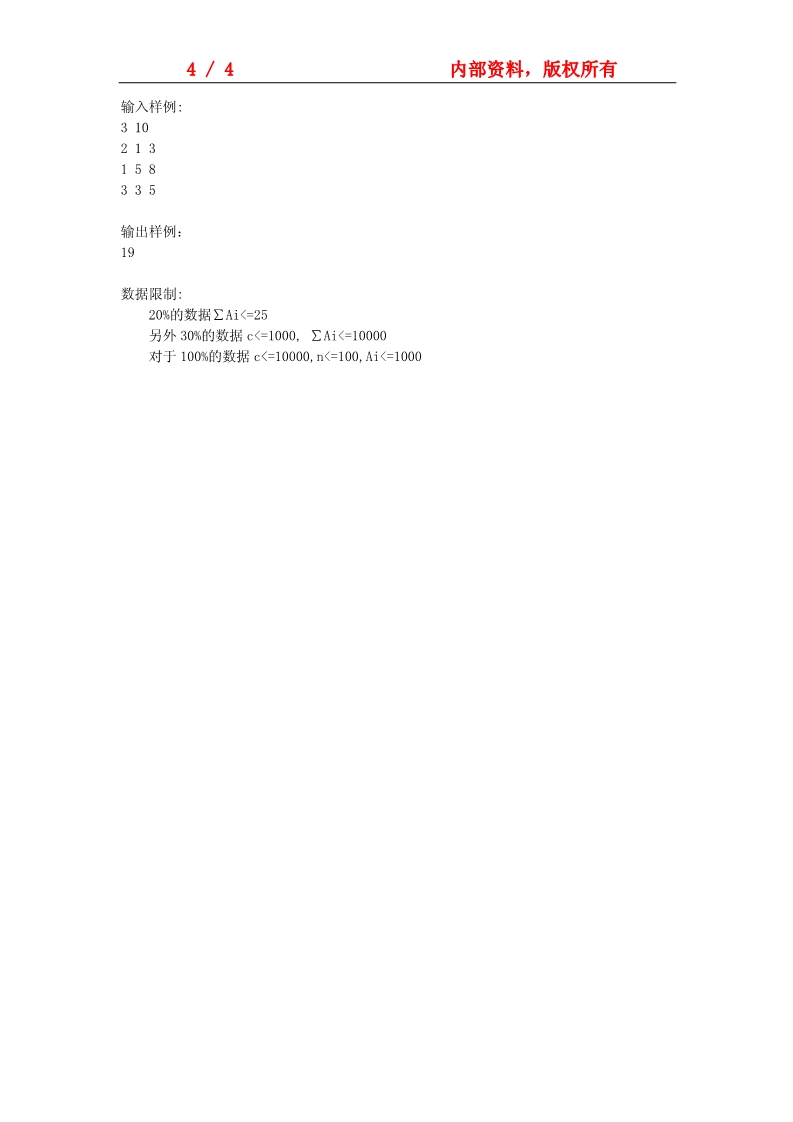 4 / 4 内部资料，版权所有
输入样例:
3 10
2 1 3
1 5 8
3 3 5
输出样例：
19
数据限制:
20%的数据∑Ai<=25
另外 30%的数据 c<=1000, ∑Ai<=10000
对于 100%的数据 c<=10000,n<=100,Ai<=1000